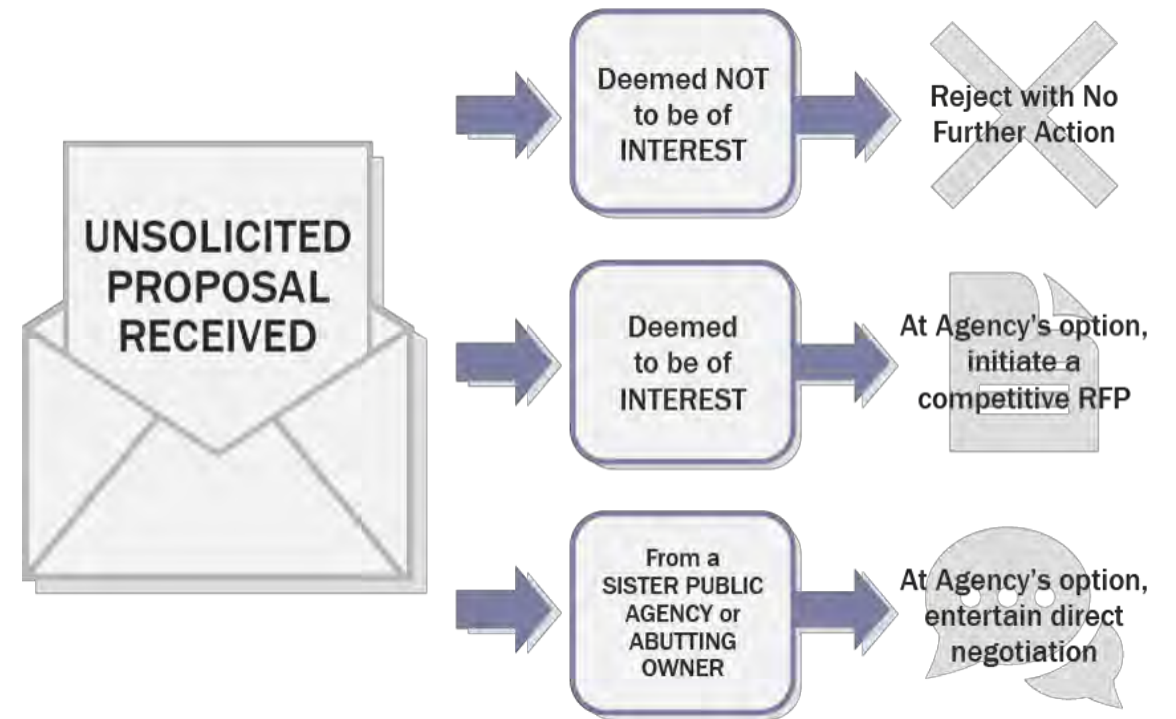 UNSOLICITED
PROPOSAL
RECEIVED
Deemed NOT
to be of
INTEREST
Reject with No
Further Action
Deemed
to be of
INTEREST
At Agency's option,
initiate a
competitive RFP
From a
SISTER PUBLIC
AGENCY or
ABUTTING
OWNER
At Agency's option,
entertain direct
negotiation